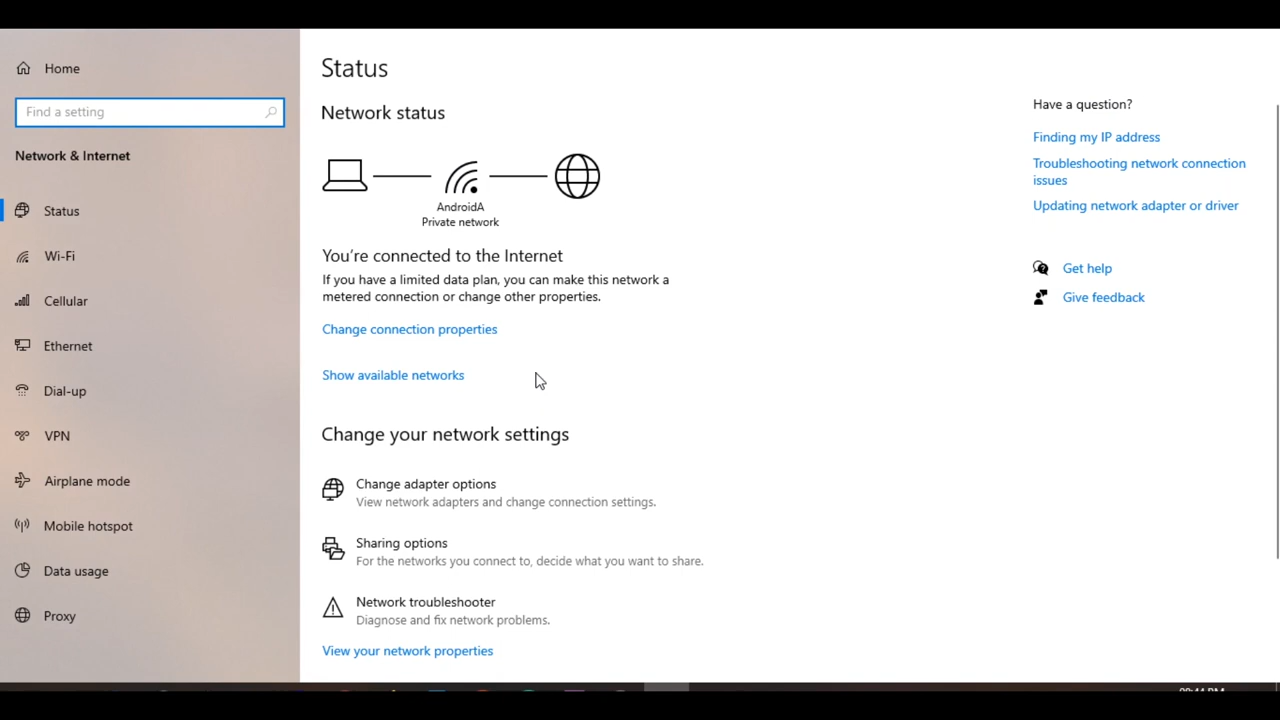 Home
Find a setting
Network & Internet
Status
Wi-Fi
Cellular
Ethernet
Dial-up
VPN
Airplane mode
Mobile hotspot
Data usage
Proxy
Status
Network status
AndroidA
Private network
You're connected to the Internet
If you have a limited data plan, you can make this network a
metered connection or change other properties.
Change connection properties
Show available networks
Change your network settings
Change adapter options
View network adapters and change connection settings.
Sharing options
For the networks you connect to, decide what you want to share.
Network troubleshooter
Diagnose and fix network problems.
View your network properties
Have a question?
Finding my IP address
Troubleshooting network connection
issues
Updating network adapter or driver
Get help
Give feedback